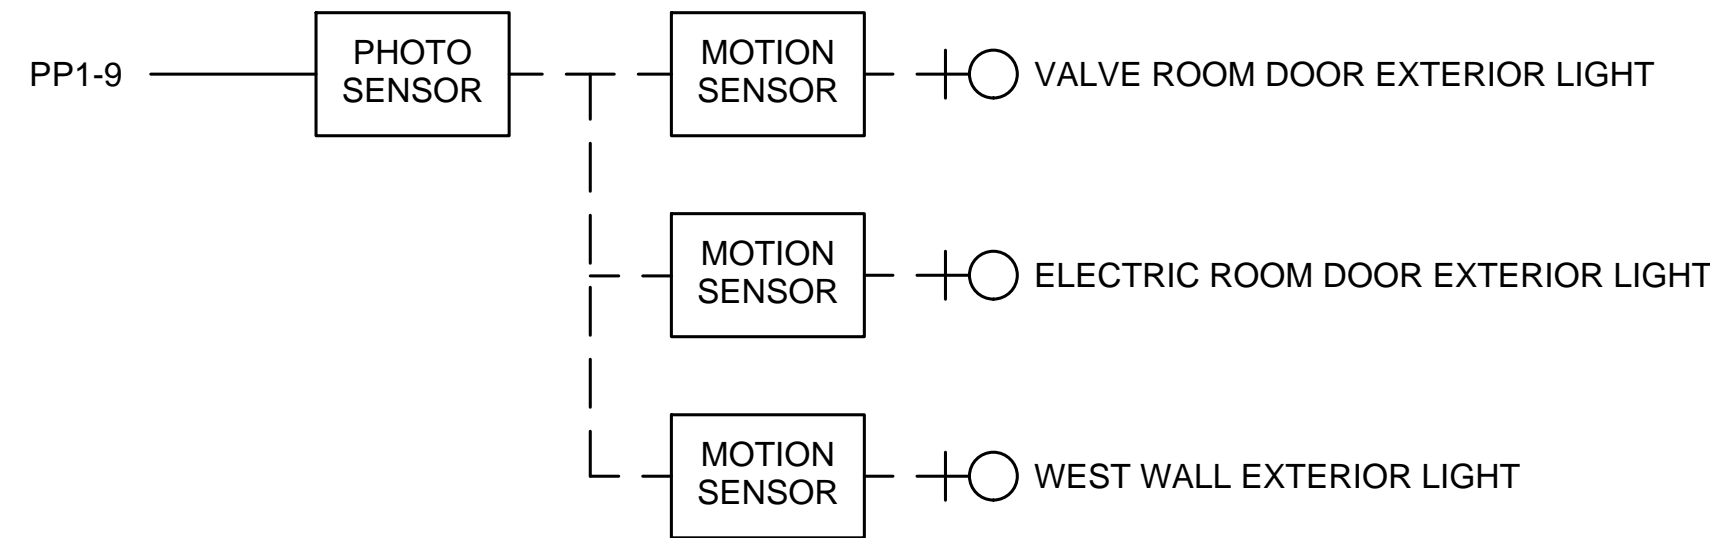 PP1-9
PHOTO
SENSOR
MOTION
SENSOR
VALVE ROOM DOOR EXTERIOR LIGHT
MOTION
SENSOR
ELECTRIC ROOM DOOR EXTERIOR LIGHT
MOTION
SENSOR
WEST WALL EXTERIOR LIGHT